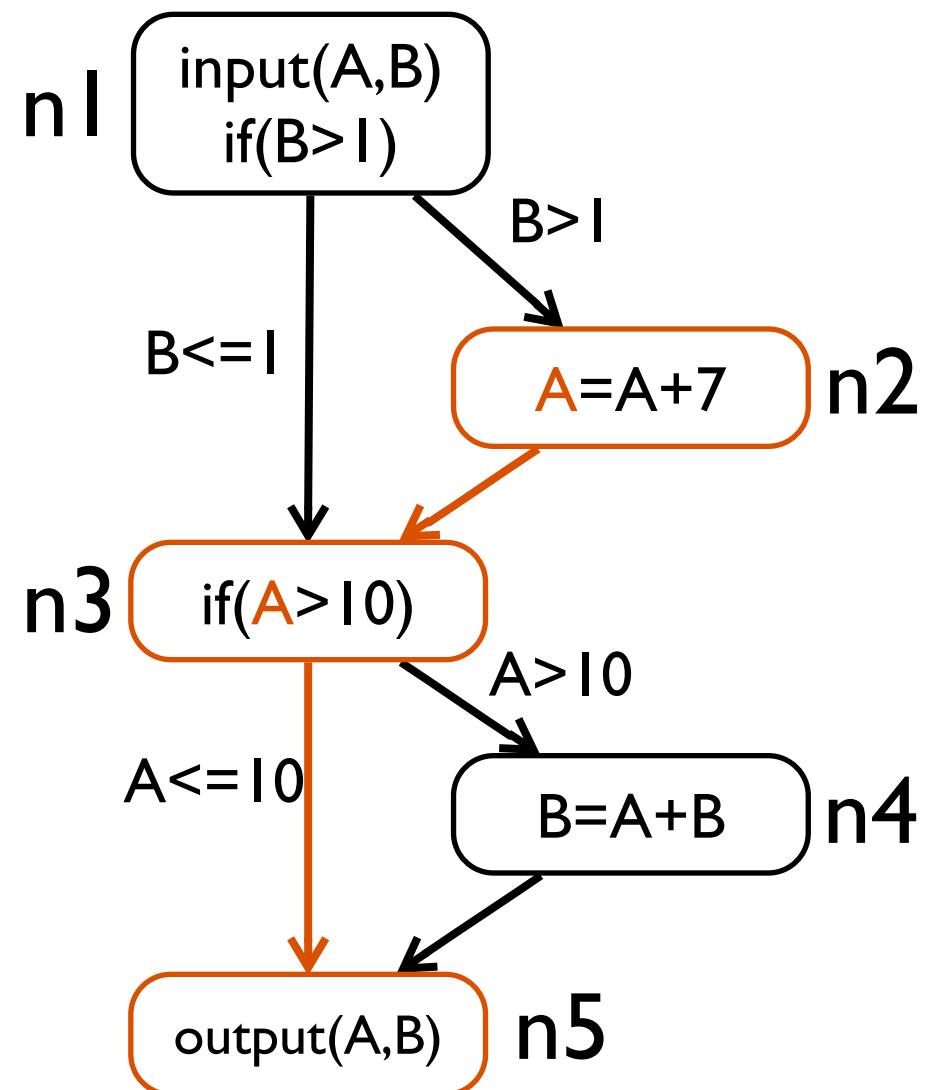 n1
input(A,B)
if(B>1)
B>1
B<=1
A=A+7
n2
n3
if(A>10)
A>10
A<=10
B=A+B
n4
output(A,B)
n5